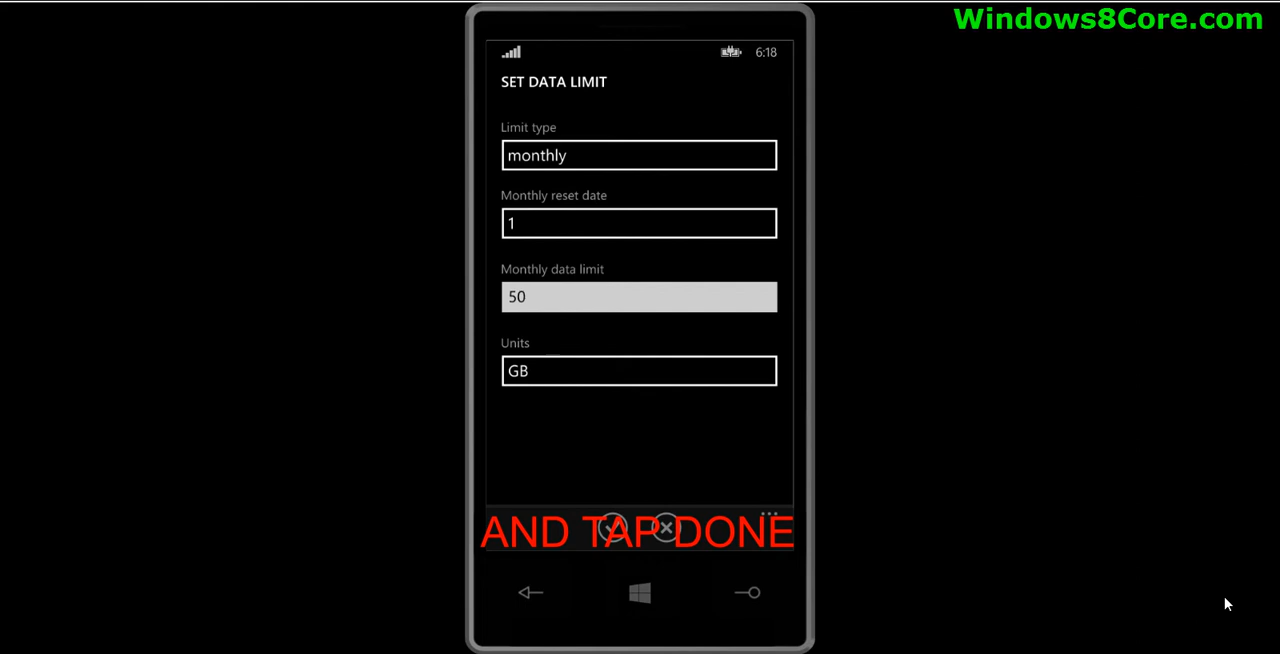 Windows8Core.com
6:18
SET DATA LIMIT
Limit type
monthly
Monthly reset date
1
Monthly data limit
50
Units
GB
AND TAP DONE